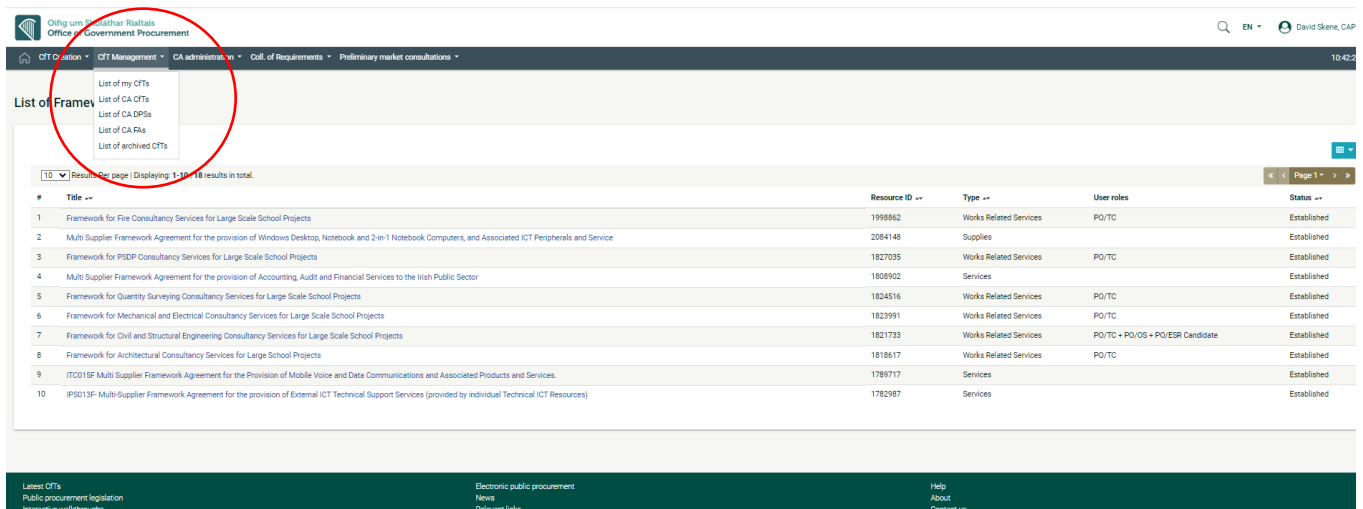 Oifig um Sholáthar Rialtais
Office of Government Procurement
EN
David Skene, CAP
CfT Creation CfT Management CA administration Coll. of Requirements Preliminary market consultations
10:42:2
List of my CfTs
List of CA CfTs
List of CA DPSs
List of CA FAs
List of archived CfTs
List of Framew
10 Results Per page | Displaying: 1-10 | 18 results in total.
Page 1
# Title Resource ID Type User roles Status
1 Framework for Fire Consultancy Services for Large Scale School Projects 1998862 Works Related Services PO/TC Established
2 Multi Supplier Framework Agreement for the provision of Windows Desktop, Notebook and 2-in-1 Notebook Computers, and Associated ICT Peripherals and Service 2084148 Supplies Established
3 Framework for PSDP Consultancy Services for Large Scale School Projects 1827035 Works Related Services PO/TC Established
4 Multi Supplier Framework Agreement for the provision of Accounting, Audit and Financial Services to the Irish Public Sector 1808902 Services Established
5 Framework for Quantity Surveying Consultancy Services for Large Scale School Projects 1824516 Works Related Services PO/TC Established
6 Framework for Mechanical and Electrical Consultancy Services for Large Scale School Projects 1823991 Works Related Services PO/TC Established
7 Framework for Civil and Structural Engineering Consultancy Services for Large Scale School Projects 1821733 Works Related Services PO/TC + PO/OS + PO/ESR Candidate Established
8 Framework for Architectural Consultancy Services for Large Scale School Projects 1818617 Works Related Services PO/TC Established
9 ITC015F Multi Supplier Framework Agreement for the Provision of Mobile Voice and Data Communications and Associated Products and Services. 1789717 Services Established
10 IPS013F- Multi-Supplier Framework Agreement for the provision of External ICT Technical Support Services (provided by individual Technical ICT Resources) 1782987 Services Established
Latest CfTs Electronic public procurement Help
Public procurement legislation News About
Interactive walkthroughs Relevant links Contact us